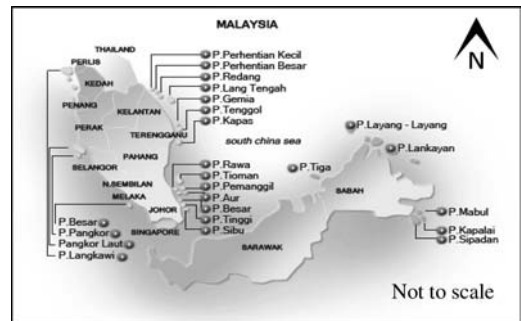 MALAYSIA
N
THAILAND
PERLIS
KEDAH
PENANG
KELANTAN
PERAK
TERENGGANU
PAHANG
SELANGOR
N.SEMBILAN
MELAKA
JOHOR
SINGAPORE
P.Perhentian Kecil
P.Perhentian Besar
P.Redang
P.Lang Tengah
P.Gemia
P.Tenggol
P.Kapas
south china sea
P.Rawa
P.Tioman
P.Pemanggil
P.Aur
P.Besar
P.Tinggi
P.Sibu
P.Besar
P.Pangkor
Pangkor Laut
P.Langkawi
P.Layang - Layang
P.Lankayan
P.Tiga
SABAH
SARAWAK
P.Mabul
P.Kapalai
P.Sipadan
Not to scale